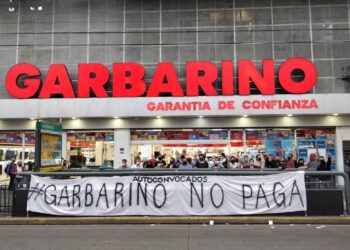 GARBARINO
GARANTIA DE CONFIANZA
AUTOCONVOCADOS
#GARBARINO NO PAGA